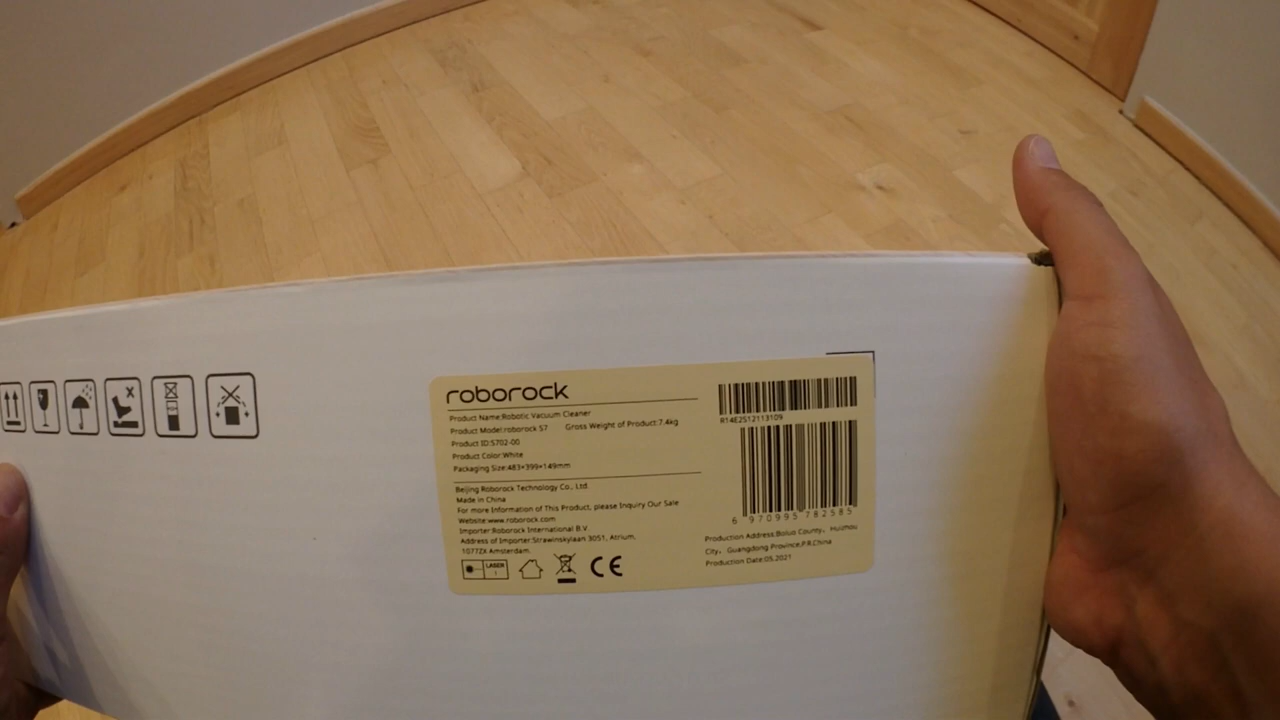 roborock
Product Name:Robotic Vacuum Cleaner
Product Model:roborock S7 Gross Weight of Product:7.4kg
Product ID:S702-00
Product Color:White
Packaging Size:483×399×149mm
Beijing Roborock Technology Co., Ltd.
Made in China
For more Information of This Product, please Inquiry Our Sale
Website:www.roborock.com
Importer:Roborock International B.V.
Address of Importer:Strawinskylaan 3051, Atrium,
1077ZX Amsterdam.
LASER
1
R14E2S12113109
6 970995 782585
Production Address:Boluo County, Huizhou
City, Guangdong Province,P.R.China
Production Date:05.2021